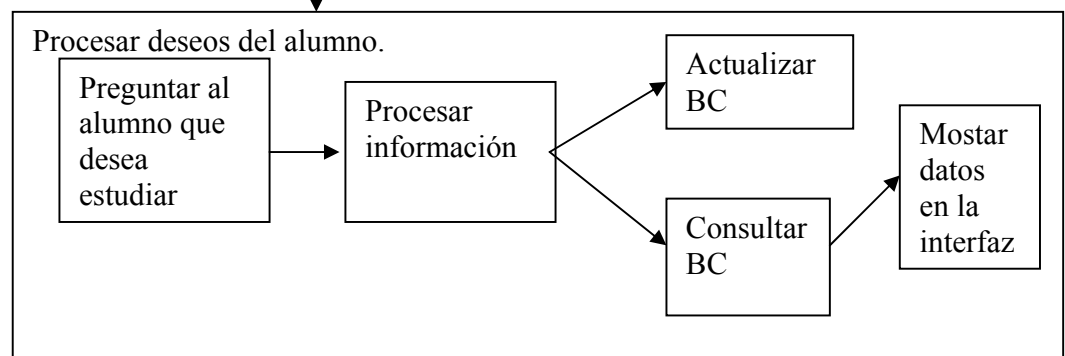 Procesar deseos del alumno.
Preguntar al
alumno que
desea
estudiar
Procesar
información
Actualizar
BC
Consultar
BC
Mostar
datos
en la
interfaz